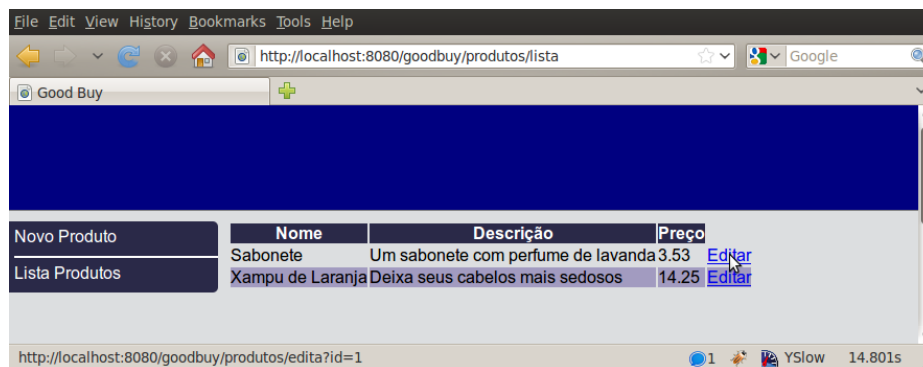 File Edit View History Bookmarks Tools Help
http://localhost:8080/goodbuy/produtos/lista Google
Good Buy
Novo Produto
Lista Produtos
Nome Descrição Preço
Sabonete Um sabonete com perfume de lavanda 3.53 Editar
Xampu de Laranja Deixa seus cabelos mais sedosos 14.25 Editar
http://localhost:8080/goodbuy/produtos/edita?id=1 1 YSlow 14.801s